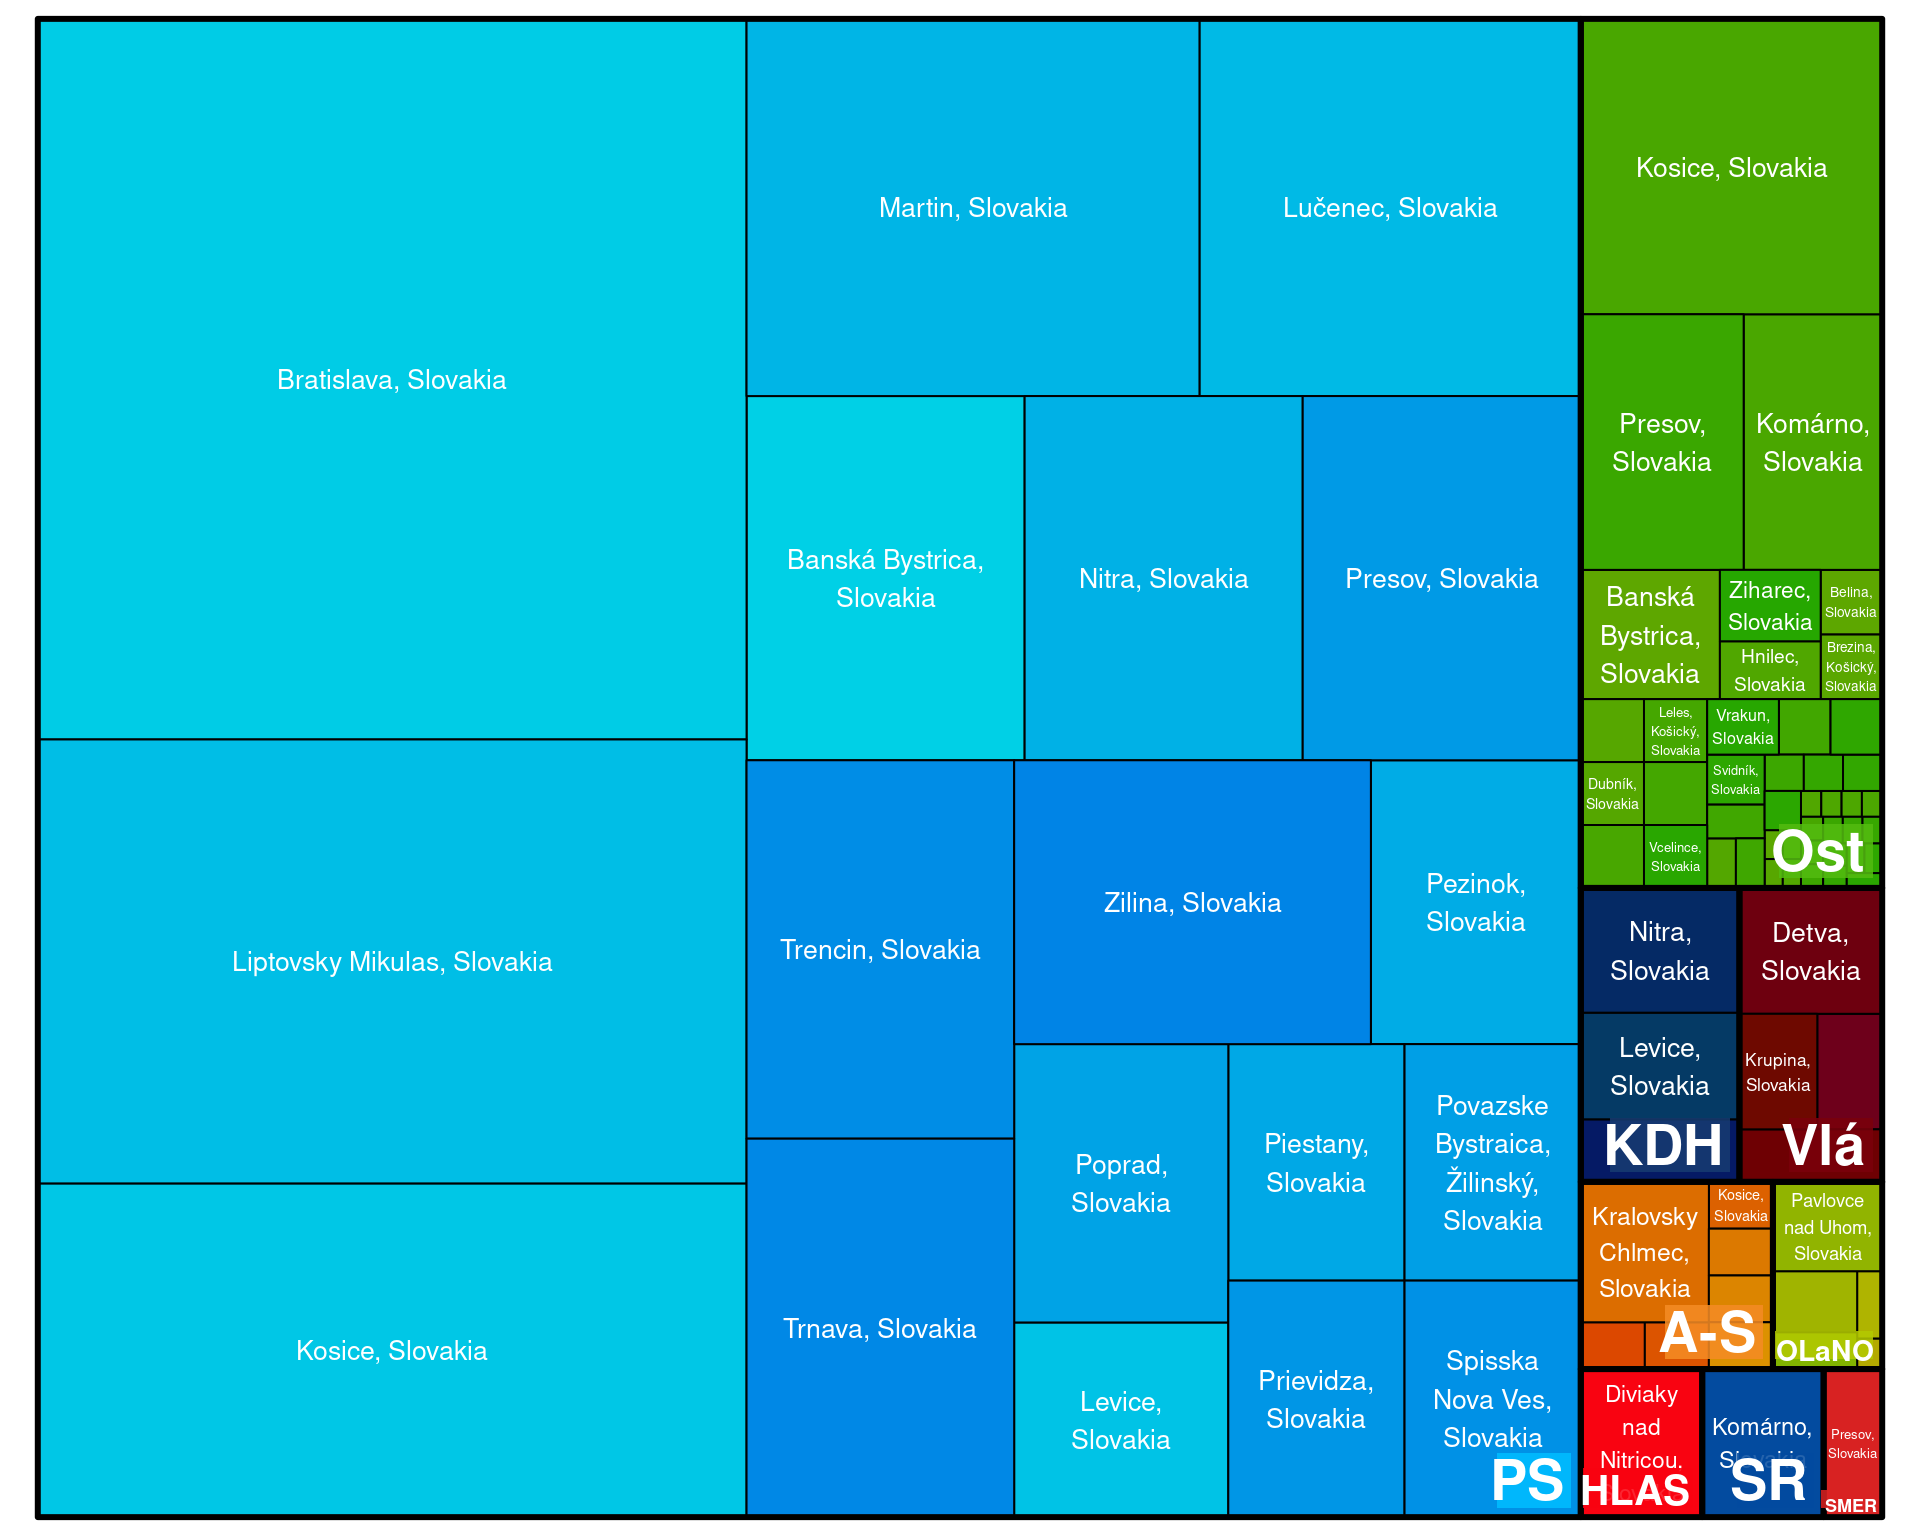 Bratislava, Slovakia
Liptovsky Mikulas, Slovakia
Kosice, Slovakia
Martin, Slovakia
Lučenec, Slovakia
Banská Bystrica,
Slovakia
Nitra, Slovakia
Presov, Slovakia
Trencin, Slovakia
Trnava, Slovakia
Zilina, Slovakia
Pezinok,
Slovakia
Poprad,
Slovakia
Levice,
Slovakia
Piestany,
Slovakia
Povazske
Bystraica,
Žilinský,
Slovakia
Prievidza,
Slovakia
Spisska
Nova Ves,
Slovakia
PS
Kosice, Slovakia
Presov,
Slovakia
Komárno,
Slovakia
Banská
Bystrica,
Slovakia
Ziharec,
Slovakia
Hnilec,
Slovakia
Belina,
Slovakia
Brezina,
Košický,
Slovakia
Leles,
Košický,
Slovakia
Dubník,
Slovakia
Vcelince,
Slovakia
Vrakun,
Slovakia
Svidník,
Slovakia
Ost
Nitra,
Slovakia
Levice,
Slovakia
KDH
Detva,
Slovakia
Krupina,
Slovakia
Vlá
Kralovsky
Chlmec,
Slovakia
Kosice,
Slovakia
A-S
Pavlovce
nad Uhom,
Slovakia
OLaNO
Diviaky
nad
Nitricou.
HLAS
Komárno,
Slovakia
SR
Presov,
Slovakia
SMER